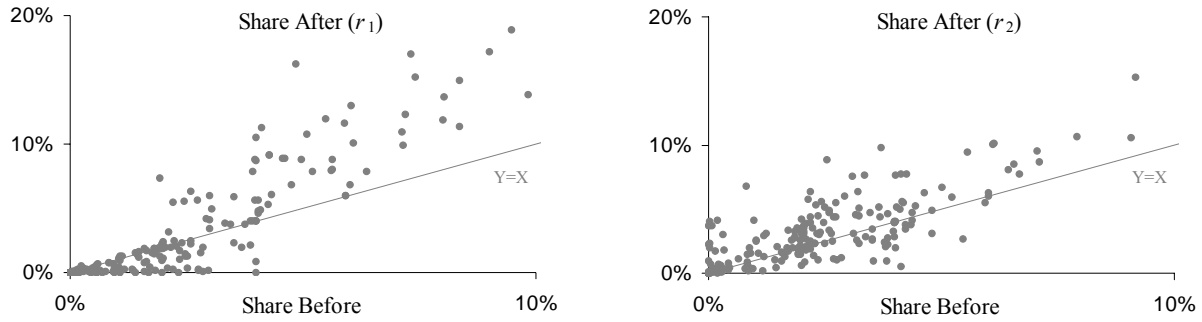 20%
Share After (r1)
10%
Y=X
0%
0%
Share Before
10%
20%
Share After (r2)
10%
Y=X
0%
0%
Share Before
10%